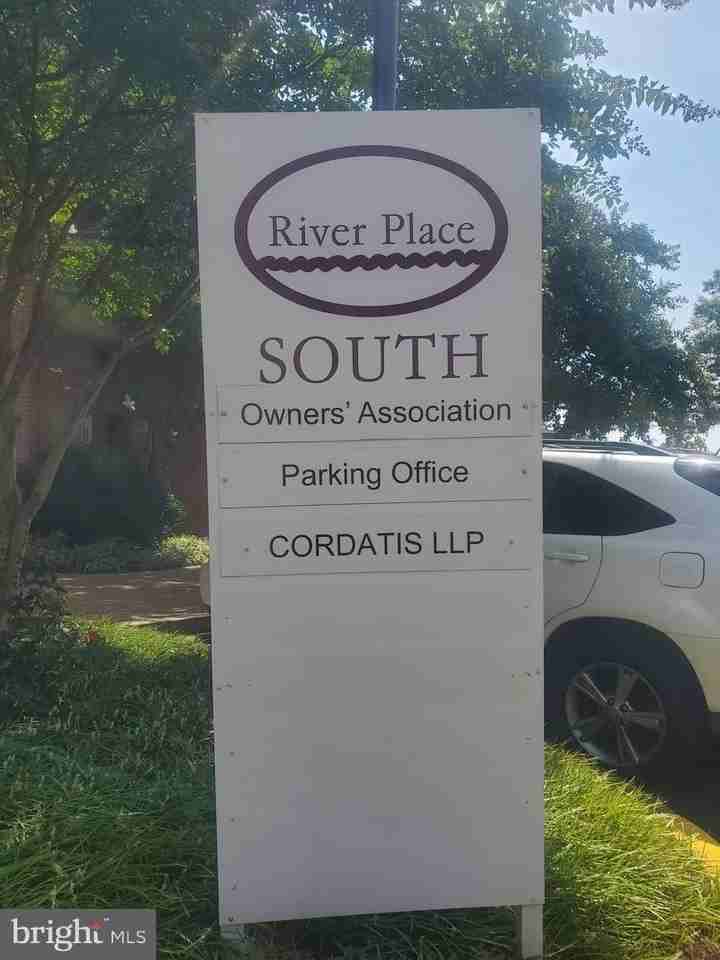 River Place
SOUTH
Owners' Association
Parking Office
CORDATIS LLP
bright MLS